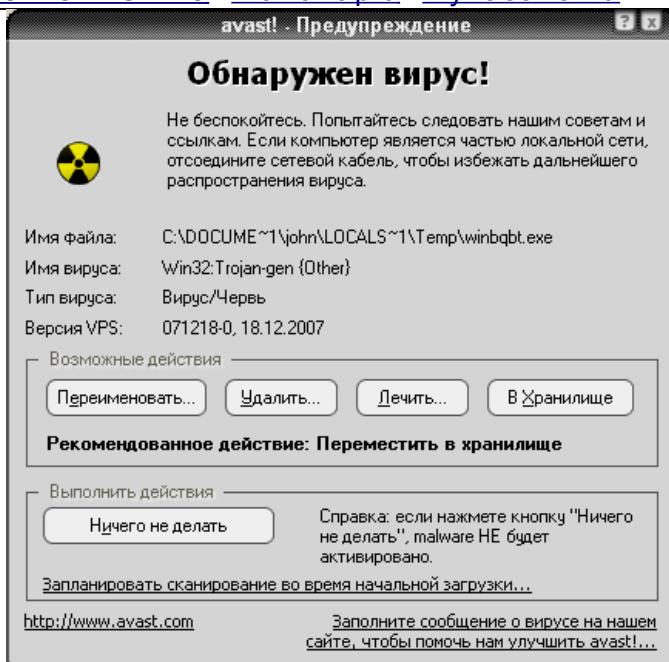 avast! - Предупреждение
Обнаружен вирус!
Не беспокойтесь. Попытайтесь следовать нашим советам и
ссылкам. Если компьютер является частью локальной сети,
отсоедините сетевой кабель, чтобы избежать дальнейшего
распространения вируса.
Имя файла: C:\DOCUME~1\john\LOCALS~1\Temp\winbqbt.exe
Имя вируса: Win32:Trojan-gen {Other}
Тип вируса: Вирус/Червь
Версия VPS: 071218-0, 18.12.2007
Возможные действия
Переименовать... Удалить... Лечить... В Хранилище
Рекомендованное действие: Переместить в хранилище
Выполнить действия
Ничего не делать
Справка: если нажмете кнопку "Ничего
не делать", malware НЕ будет
активировано.
Запланировать сканирование во время начальной загрузки...
http://www.avast.com
Заполните сообщение о вирусе на нашем
сайте, чтобы помочь нам улучшить avast!...